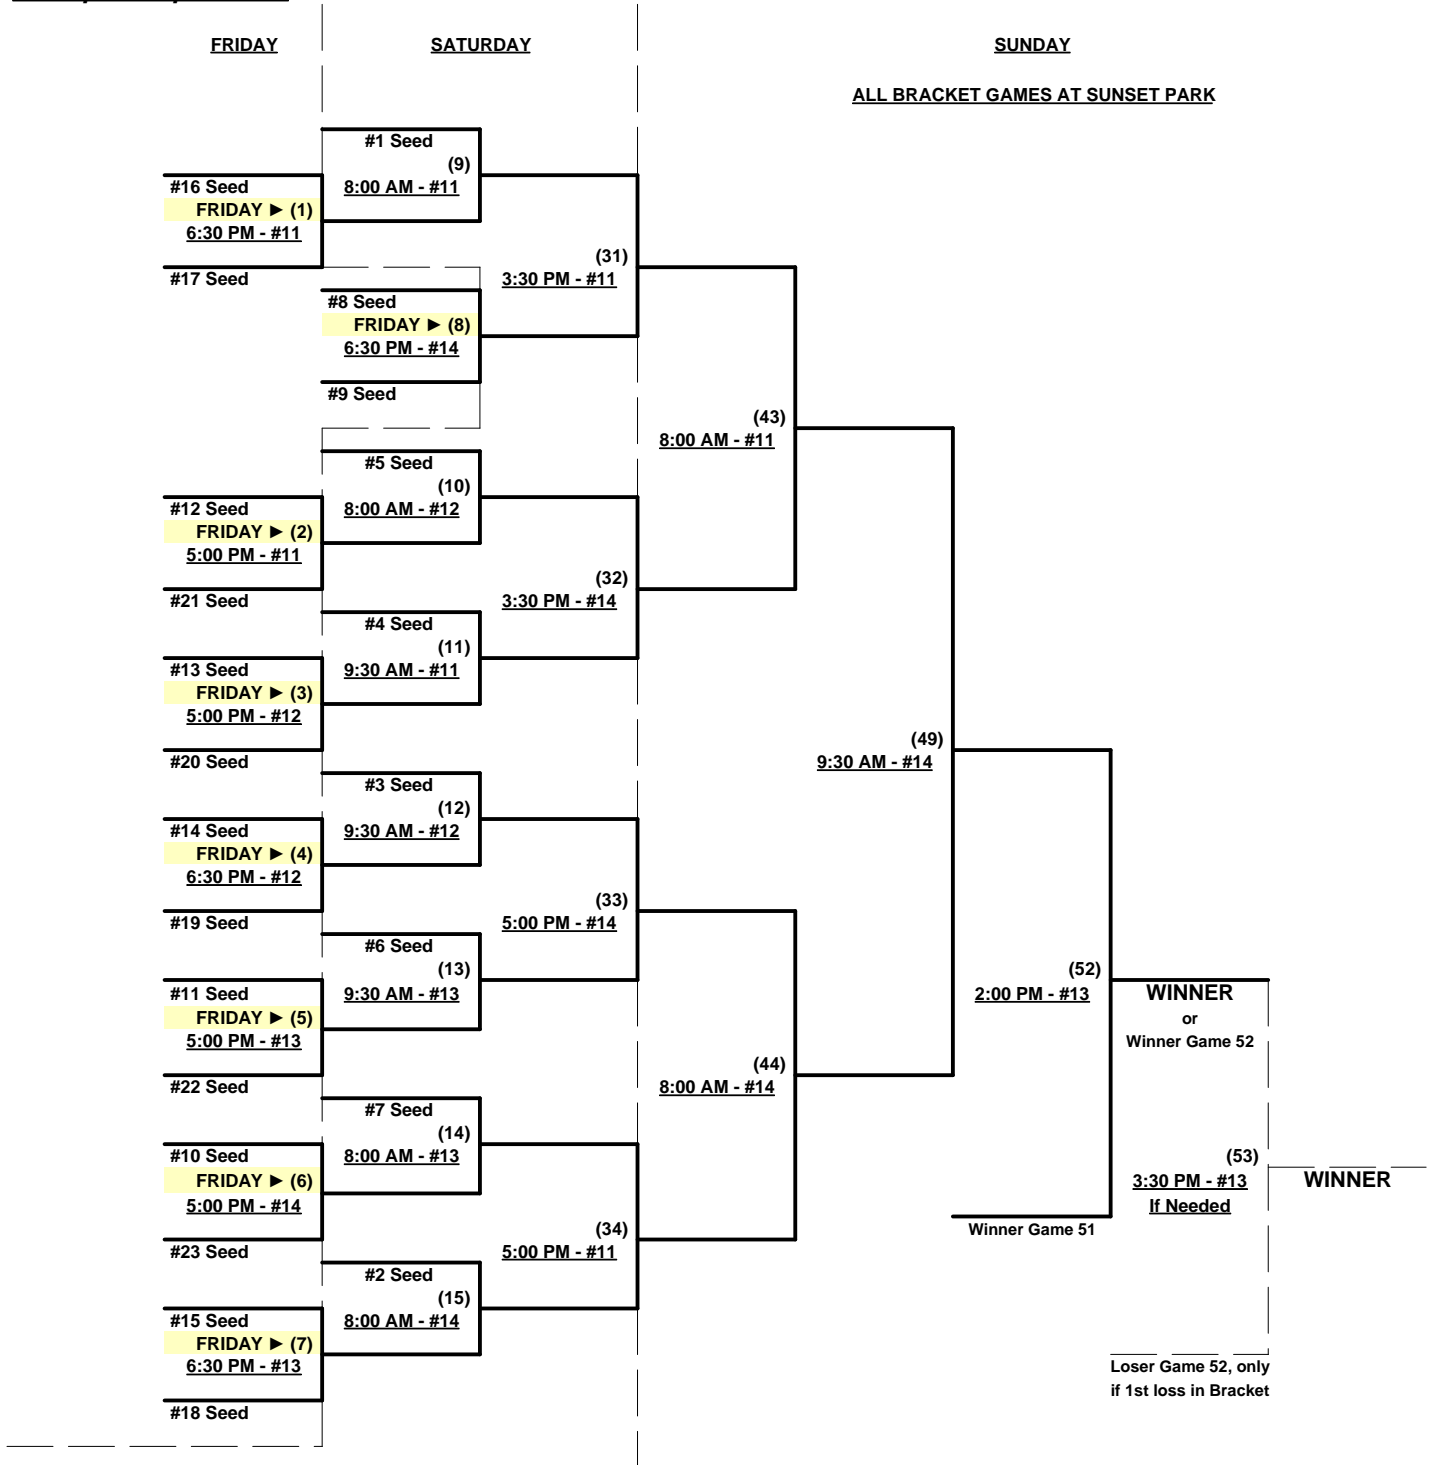 FRIDAY
SATURDAY
SUNDAY
ALL BRACKET GAMES AT SUNSET PARK
#1 Seed
(9)
8:00 AM - #11
#16 Seed
FRIDAY ► (1)
6:30 PM - #11
#17 Seed
(31)
3:30 PM - #11
#8 Seed
FRIDAY ► (8)
6:30 PM - #14
#9 Seed
(43)
8:00 AM - #11
#5 Seed
(10)
8:00 AM - #12
#12 Seed
FRIDAY ► (2)
5:00 PM - #11
#21 Seed
(32)
3:30 PM - #14
#4 Seed
(11)
9:30 AM - #11
#13 Seed
FRIDAY ► (3)
5:00 PM - #12
#20 Seed
(49)
9:30 AM - #14
#3 Seed
(12)
9:30 AM - #12
#14 Seed
FRIDAY ► (4)
6:30 PM - #12
#19 Seed
(33)
5:00 PM - #14
#6 Seed
(13)
9:30 AM - #13
#11 Seed
FRIDAY ► (5)
5:00 PM - #13
#22 Seed
(52)
2:00 PM - #13
WINNER
or
Winner Game 52
(44)
8:00 AM - #14
#7 Seed
(14)
8:00 AM - #13
#10 Seed
FRIDAY ► (6)
5:00 PM - #14
#23 Seed
(53)
3:30 PM - #13
If Needed
WINNER
Winner Game 51
(34)
5:00 PM - #11
#2 Seed
(15)
8:00 AM - #14
#15 Seed
FRIDAY ► (7)
6:30 PM - #13
#18 Seed
Loser Game 52, only
if 1st loss in Bracket